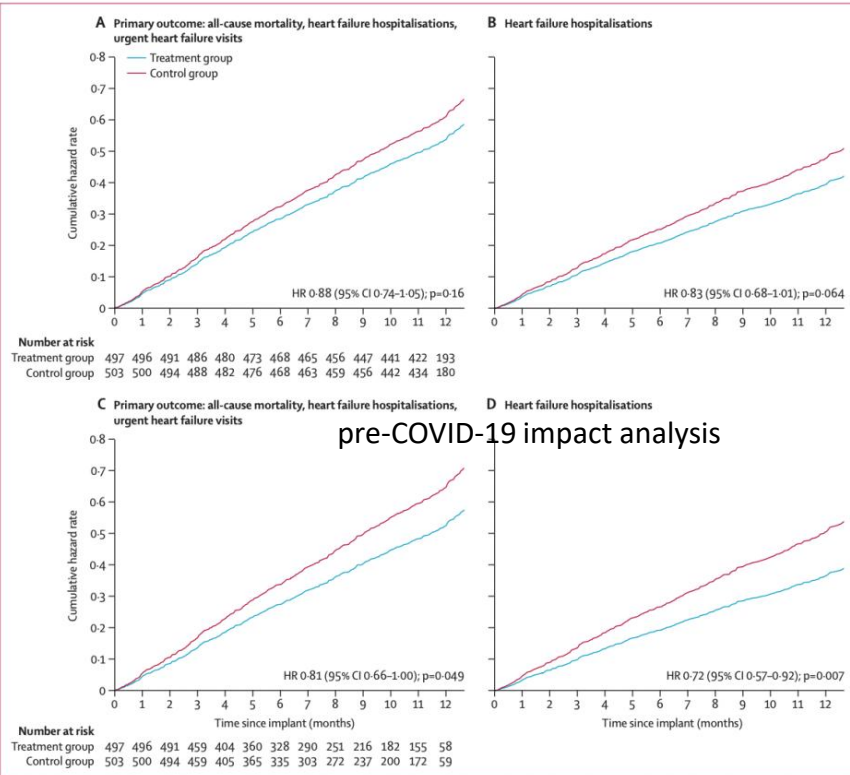 A Primary outcome: all-cause mortality, heart failure hospitalisations,
urgent heart failure visits
Treatment group
Control group
0·8
0·7
0·6
0·5
0·4
0·3
0·2
0·1
0
Cumulative hazard rate
HR 0·88 (95% CI 0·74–1·05); p=0·16
0 1 2 3 4 5 6 7 8 9 10 11 12
Number at risk
Treatment group 497 496 491 486 480 473 468 465 456 447 441 422 193
Control group 503 500 494 488 482 476 468 463 459 456 442 434 180
B Heart failure hospitalisations
HR 0·83 (95% CI 0·68–1·01); p=0·064
0 1 2 3 4 5 6 7 8 9 10 11 12
C Primary outcome: all-cause mortality, heart failure hospitalisations,
urgent heart failure visits
pre-COVID-19 impact analysis
0·8
0·7
0·6
0·5
0·4
0·3
0·2
0·1
0
Cumulative hazard rate
HR 0·81 (95% CI 0·66–1·00); p=0·049
0 1 2 3 4 5 6 7 8 9 10 11 12
Time since implant (months)
Number at risk
Treatment group 497 496 491 459 404 360 328 290 251 216 182 155 58
Control group 503 500 494 459 405 365 335 303 272 237 200 172 59
D Heart failure hospitalisations
HR 0·72 (95% CI 0·57–0·92); p=0·007
0 1 2 3 4 5 6 7 8 9 10 11 12
Time since implant (months)